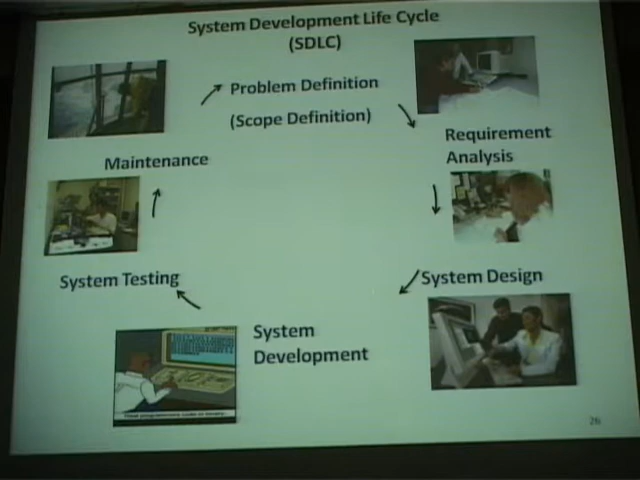 System Development Life Cycle
(SDLC)
Problem Definition
(Scope Definition)
Requirement
Analysis
Maintenance
System Testing
System Design
System
Development
26